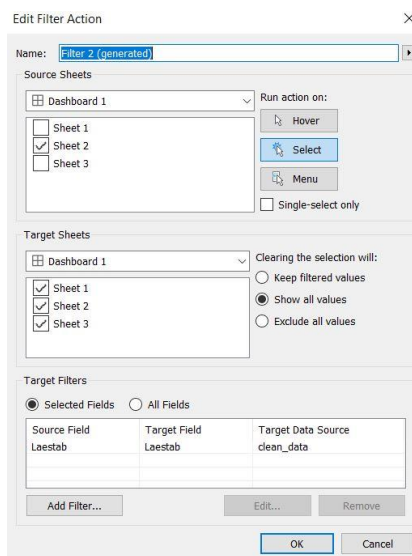 Edit Filter Action
Name: Filter 2 (generated)
Source Sheets
Dashboard 1
Sheet 1
Sheet 2
Sheet 3
Run action on:
Hover
Select
Menu
Single-select only
Target Sheets
Dashboard 1
Sheet 1
Sheet 2
Sheet 3
Clearing the selection will:
Keep filtered values
Show all values
Exclude all values
Target Filters
Selected Fields All Fields
Source Field Target Field Target Data Source
Laestab Laestab clean_data
Add Filter... Edit... Remove
OK Cancel